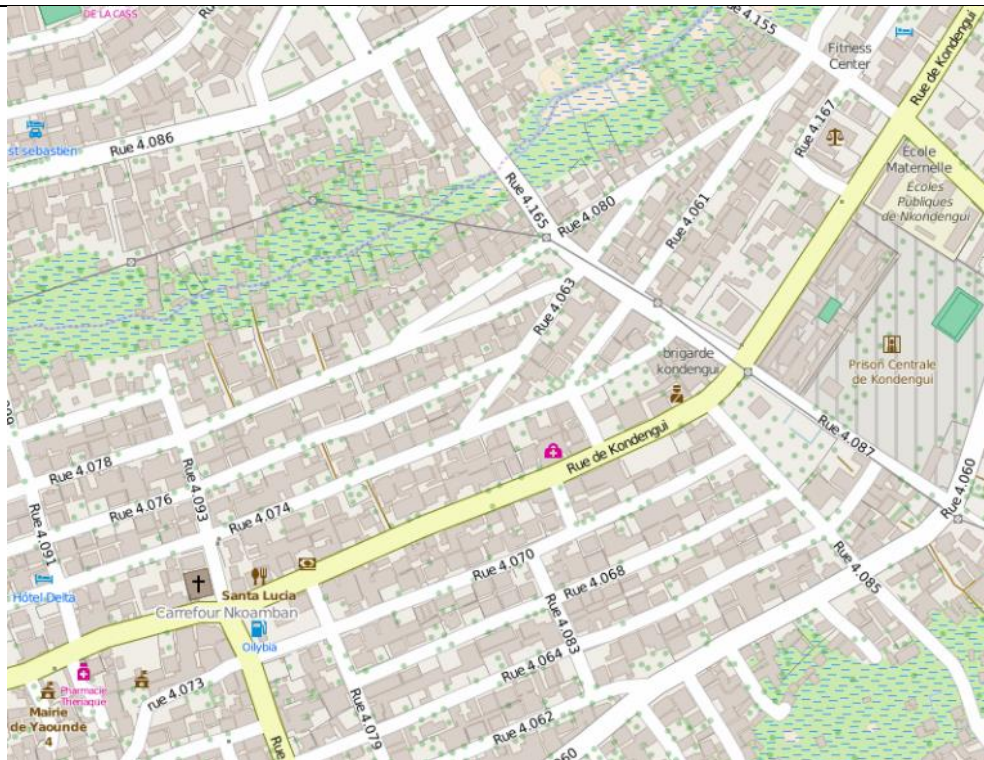 DE LA CASS
Rue 4.155
Fitness
Center
Rue de Kondengui
Rue 4.086
st sebastien
Rue 4.167
École
Maternelle
Écoles
Publiques
de Nkondengui
Rue 4.165
Rue 4.080
Rue 4.061
Rue 4.063
brigarde
kondengui
Prison Centrale
de Kondengui
Rue 4.087
Rue 4.060
Rue de Kondengui
Rue 4.078
Rue 4.076
Rue 4.093
Rue 4.074
Rue 4.091
Rue 4.070
Rue 4.068
Rue 4.085
Hôtel Delta
Santa Lucia
Carrefour Nkoamban
Oilybia
Rue 4.083
Rue 4.064
rue 4.073
Pharmacie
Mairie
de Yaoundé
4
Rue 4.079
Rue 4.062
Rue